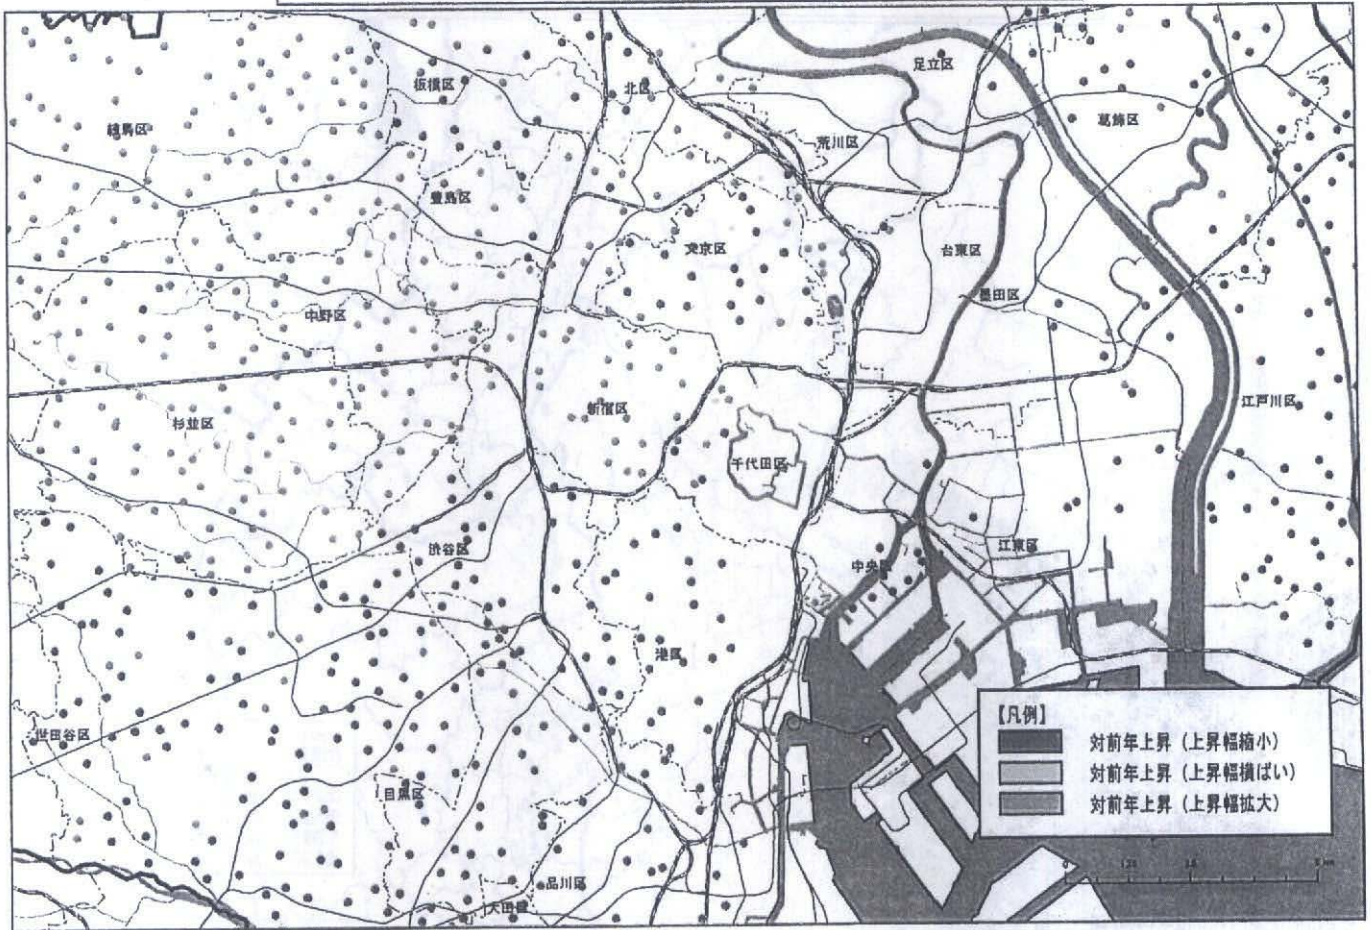 足立区
板橋区
北区
葛飾区
練馬区
荒川区
豊島区
文京区
台東区
墨田区
中野区
新宿区
江戸川区
杉並区
千代田区
渋谷区
江東区
中央区
港区
世田谷区
目黒区
品川区
大田区
【凡例】
対前年上昇（上昇幅縮小）
対前年上昇（上昇幅横ばい）
対前年上昇（上昇幅拡大）
0